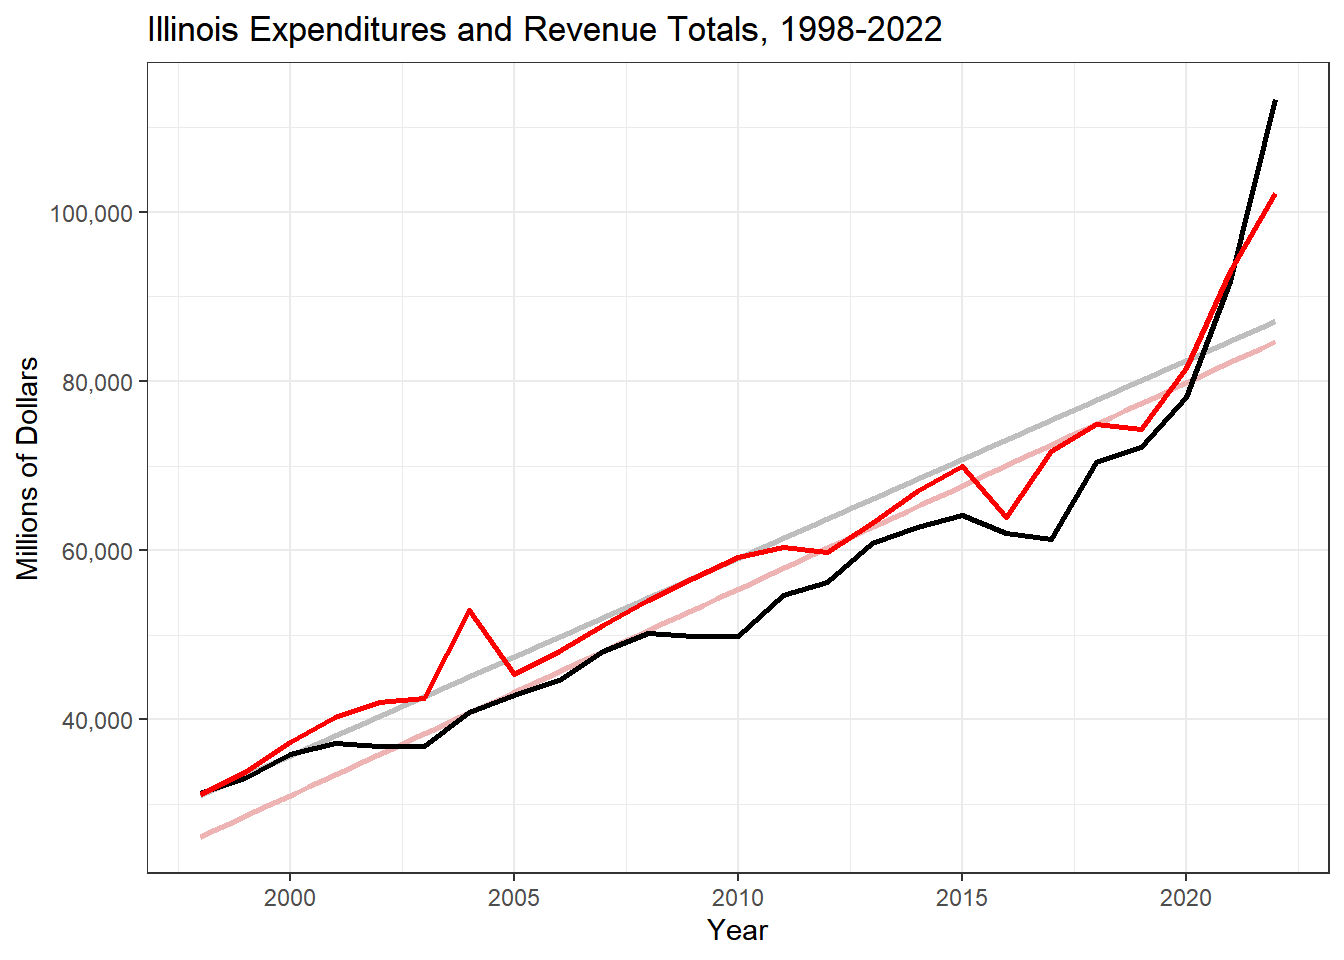 Illinois Expenditures and Revenue Totals, 1998-2022
Millions of Dollars
100,000
80,000
60,000
40,000
2000 2005 2010 2015 2020
Year